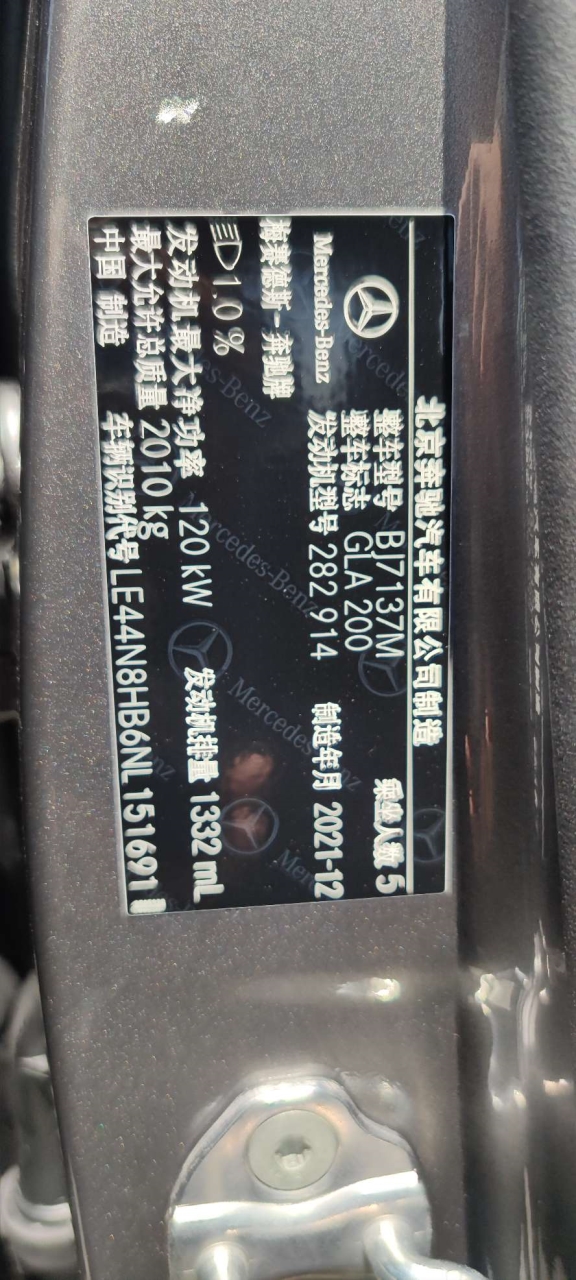 北京奔驰汽车有限公司制造
Mercedes-Benz
梅赛德斯-奔驰牌
整车型号 BJ7137M 乘坐人数 5
整车标志 GLA 200
发动机型号 282 914 制造年月 2021-12
1.0 %
发动机最大净功率 120 kW 发动机排量 1332 mL
最大允许总质量 2010 kg
中国 制造 车辆识别代号 LE44N8HB6NL151691